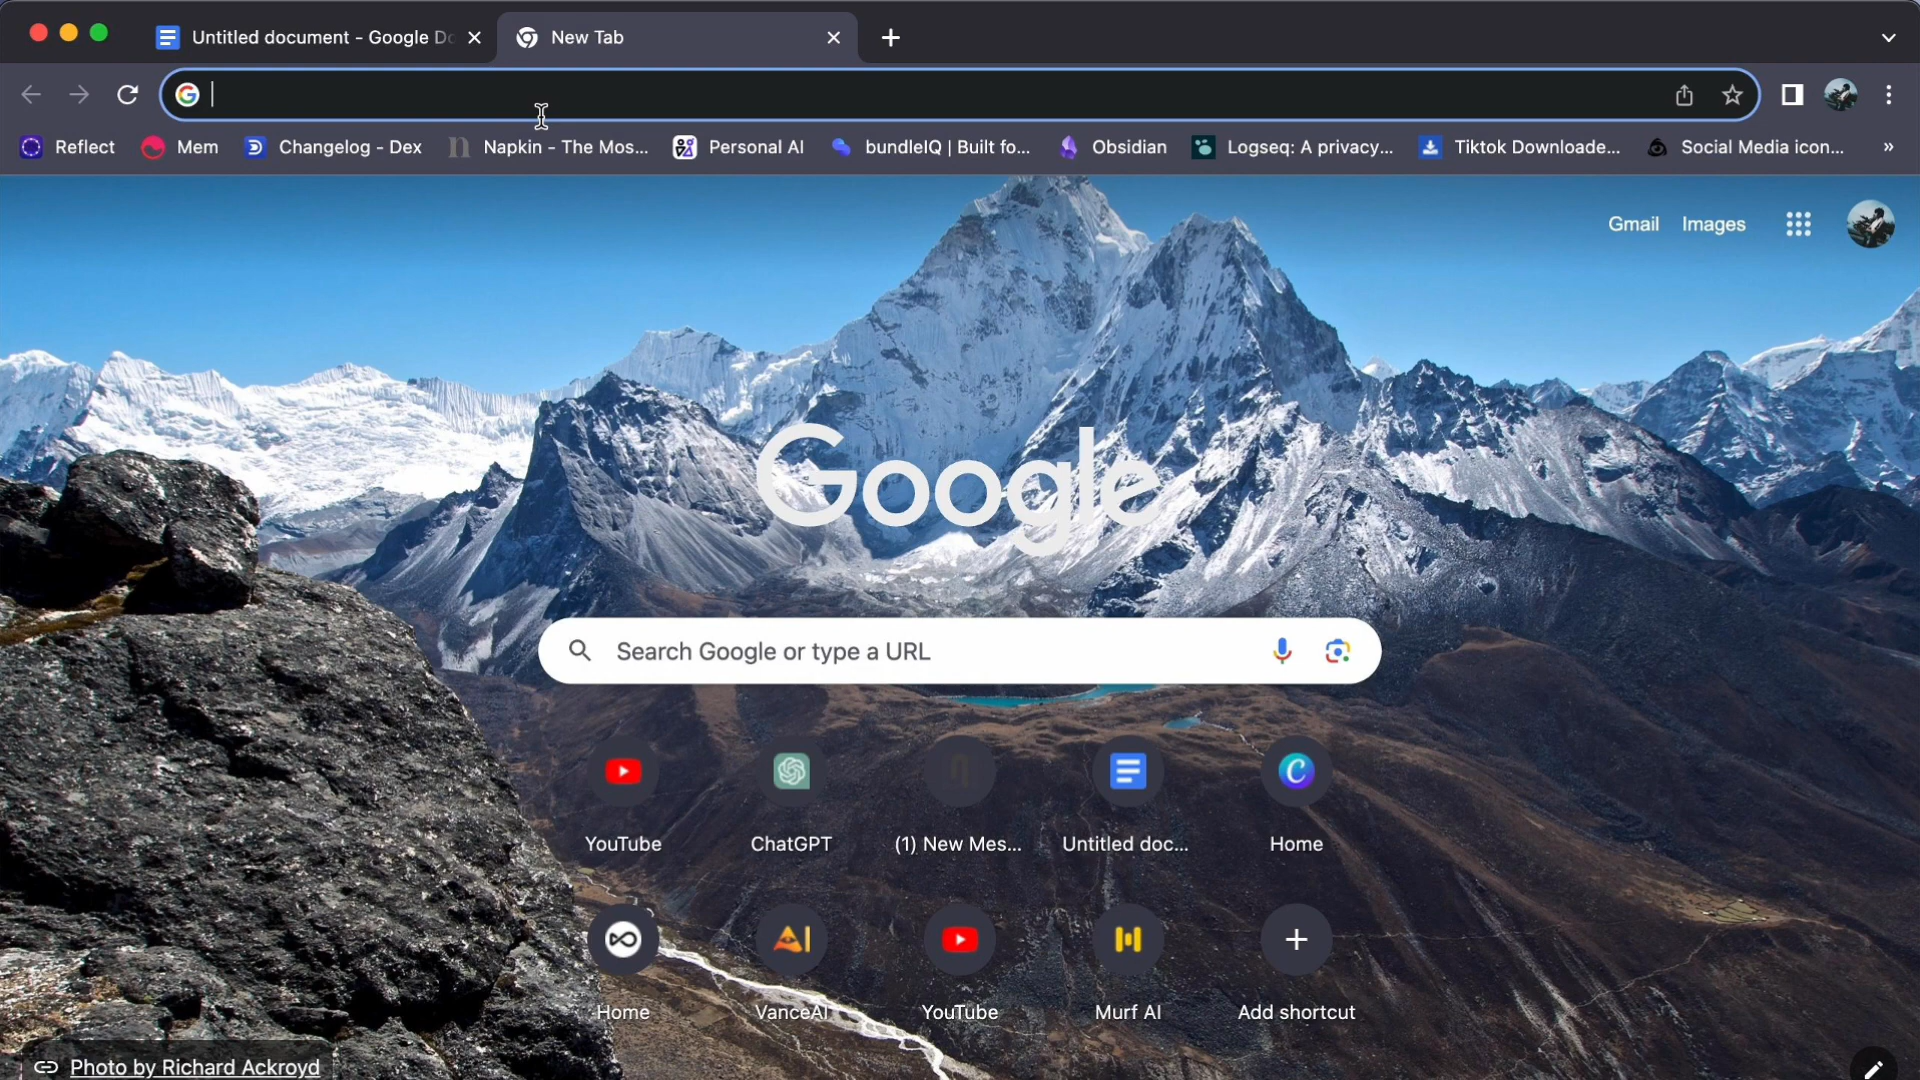 Untitled document - Google Do
New Tab
Reflect
Mem
Changelog - Dex
Napkin - The Mos...
Personal AI
bundleIQ | Built fo...
Obsidian
Logseq: A privacy...
Tiktok Downloade...
Social Media icon...
»
Gmail
Images
Google
Search Google or type a URL
YouTube
ChatGPT
(1) New Mes...
Untitled doc...
Home
Home
VanceAI
YouTube
Murf AI
Add shortcut
Photo by Richard Ackroyd